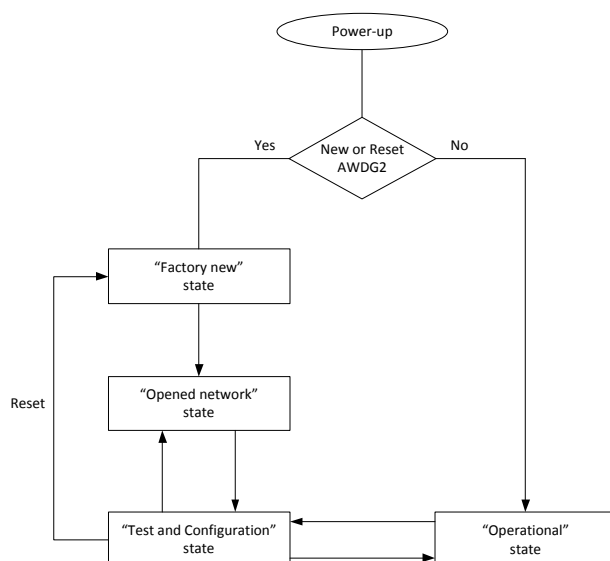 Power-up
Yes
New or Reset
AWDG2
No
“Factory new”
state
“Opened network”
state
Reset
“Test and Configuration”
state
“Operational”
state